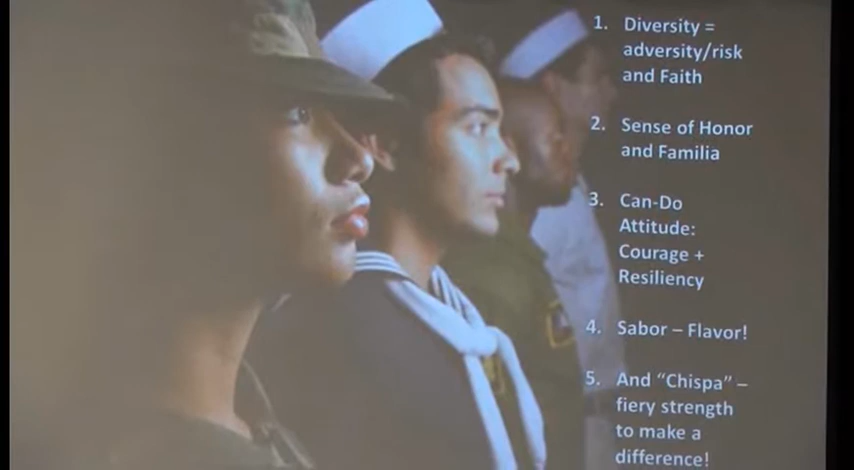 1. Diversity =
adversity/risk
and Faith
2. Sense of Honor
and Familia
3. Can-Do
Attitude:
Courage +
Resiliency
4. Sabor – Flavor!
5. And “Chispa” –
fiery strength
to make a
difference!